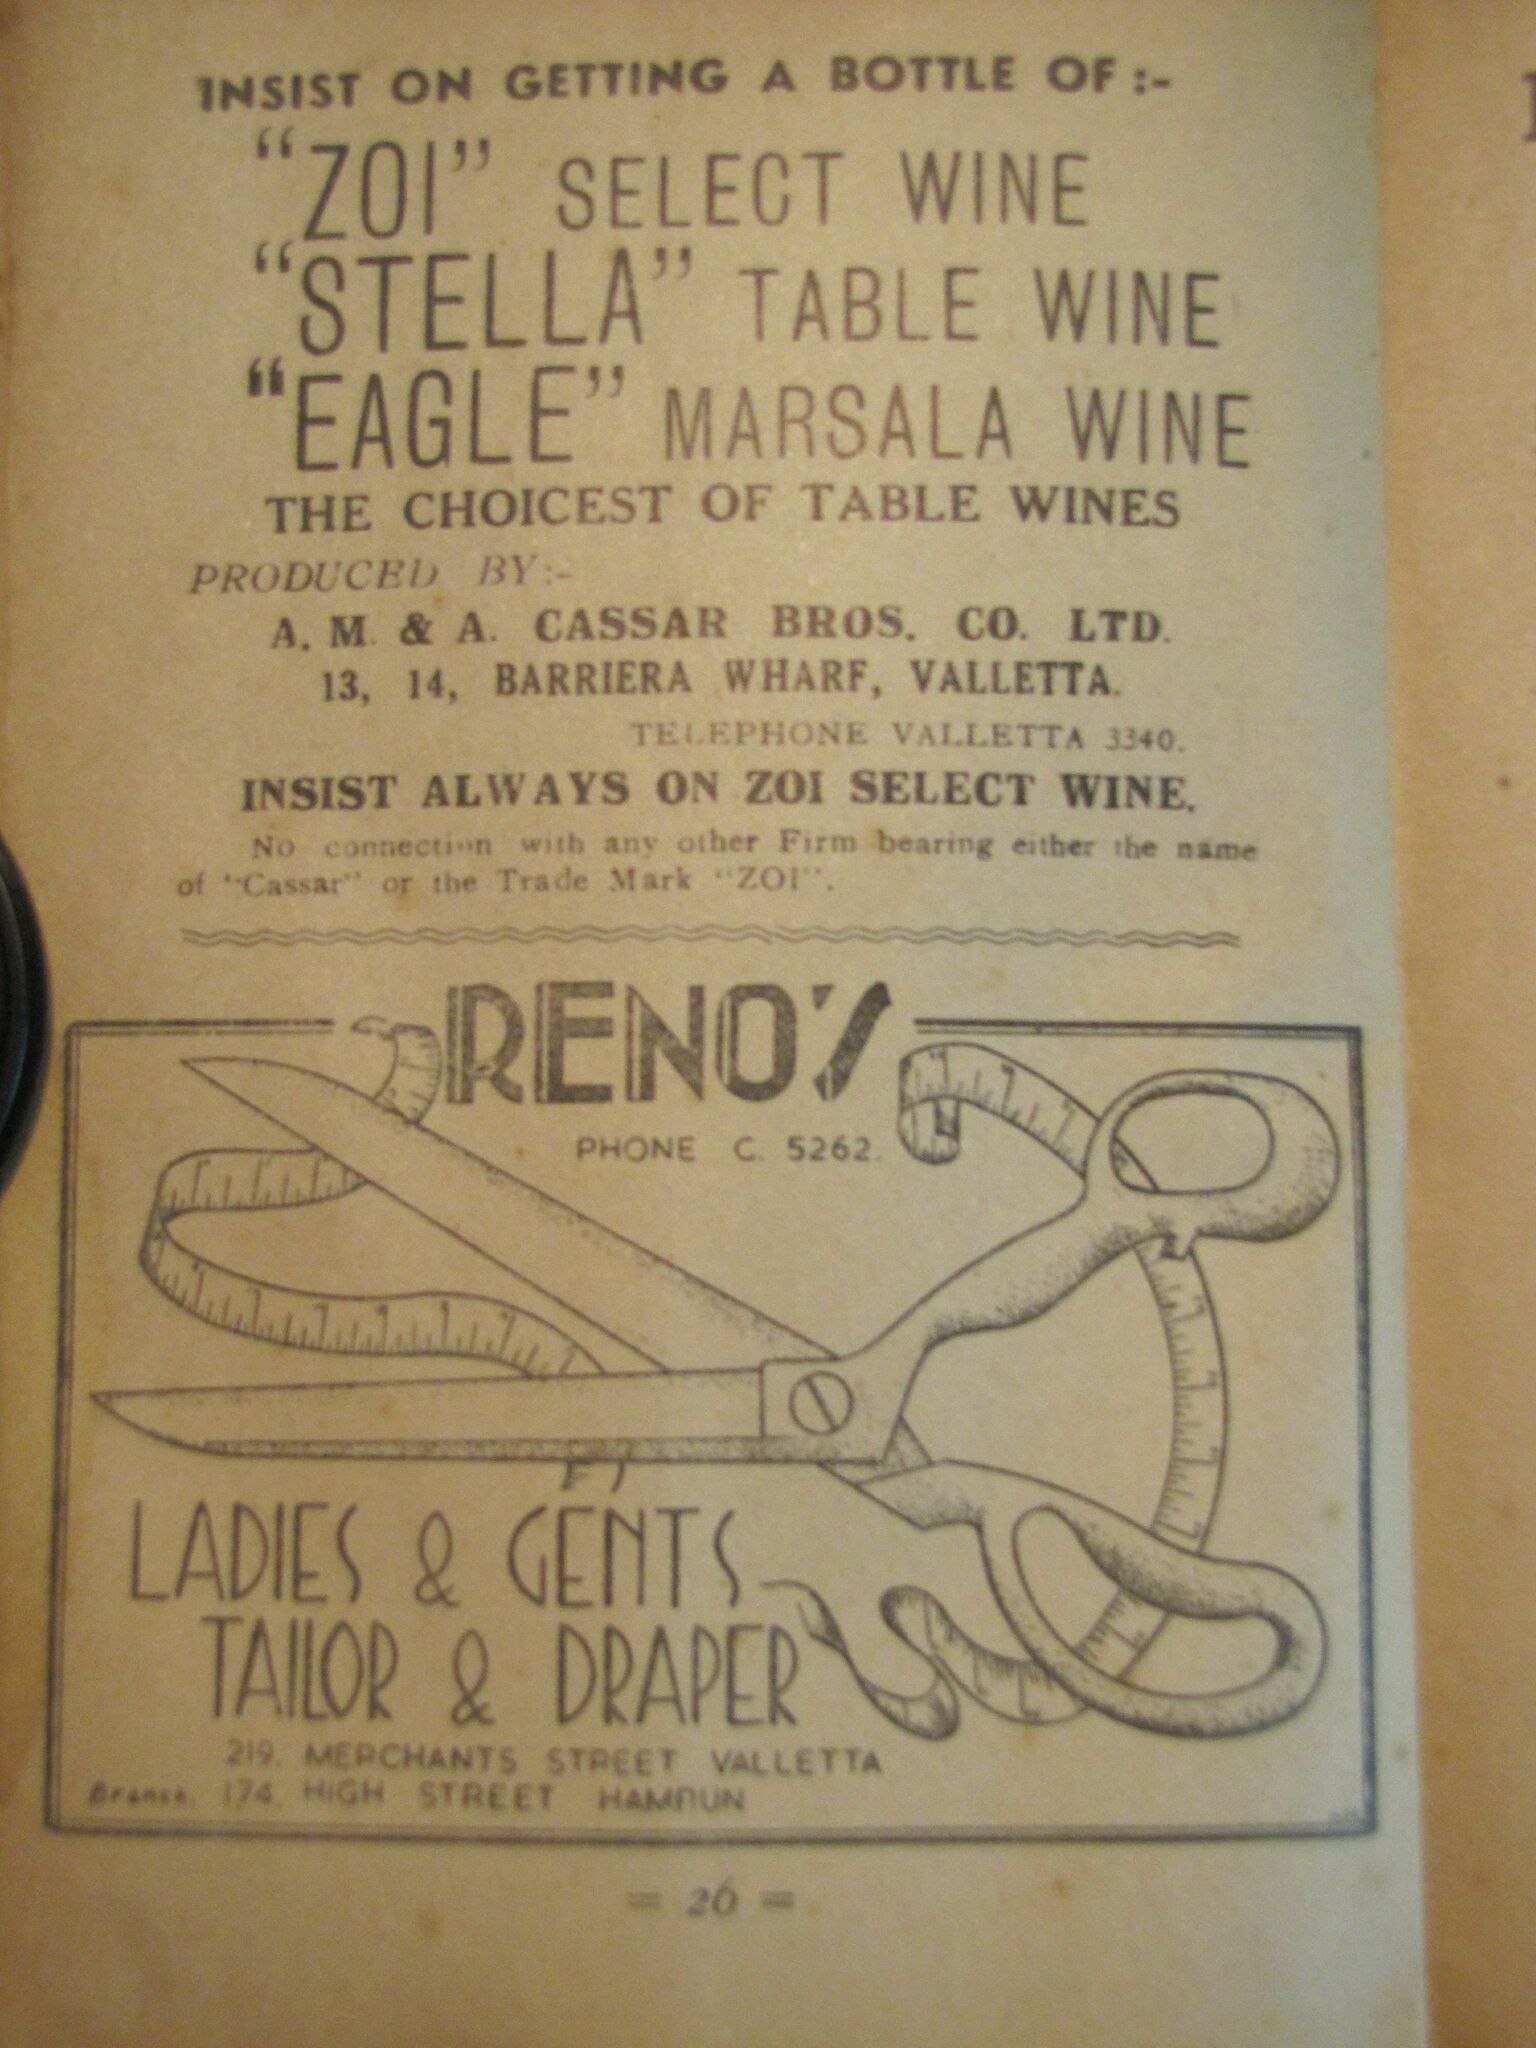 INSIST ON GETTING A BOTTLE OF :-
"ZOI" SELECT WINE
"STELLA" TABLE WINE
"EAGLE" MARSALA WINE
THE CHOICEST OF TABLE WINES
PRODUCED BY:-
A. M. & A. CASSAR BROS. CO. LTD.
13, 14, BARRIERA WHARF, VALLETTA.
TELEPHONE VALLETTA 3340.
INSIST ALWAYS ON ZOI SELECT WINE.
No connection with any other Firm bearing either the name
of "Cassar" or the Trade Mark "ZOI".
RENO'S
PHONE C. 5262.
LADIES & GENTS
TAILOR & DRAPER
219. MERCHANTS STREET VALLETTA
Branch. 174. HIGH STREET HAMRUN
= 26 =